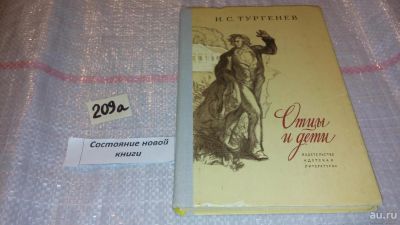 И. С. ТУРГЕНЕВ
Отцы
и дети
ИЗДАТЕЛЬСТВО
«ДЕТСКАЯ
ЛИТЕРАТУРА»
209а
Состояние новой
книги
au.ru